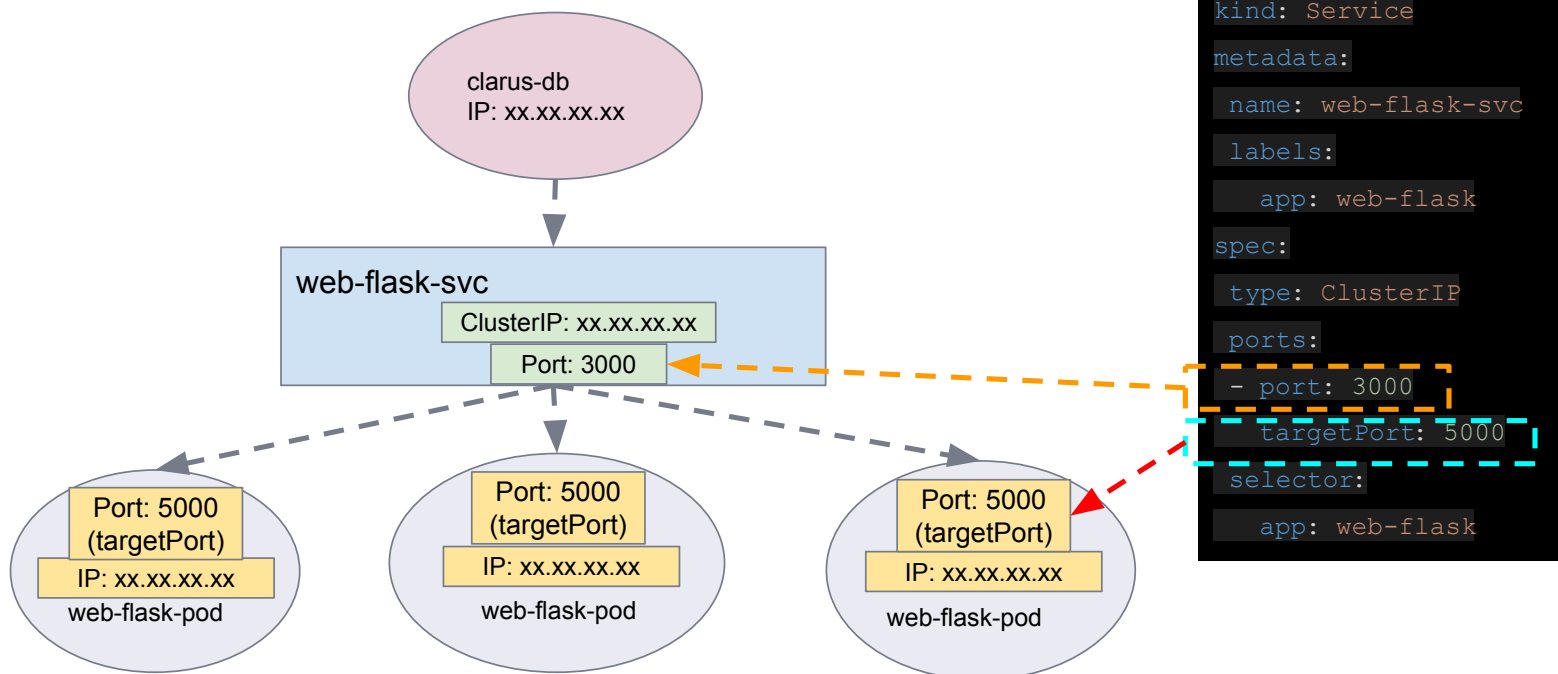 clarus-db
IP: xx.xx.xx.xx
web-flask-svc
ClusterIP: xx.xx.xx.xx
Port: 3000
Port: 5000
(targetPort)
IP: xx.xx.xx.xx
web-flask-pod
Port: 5000
(targetPort)
IP: xx.xx.xx.xx
web-flask-pod
Port: 5000
(targetPort)
IP: xx.xx.xx.xx
web-flask-pod
kind: Service
metadata:
name: web-flask-svc
labels:
app: web-flask
spec:
type: ClusterIP
ports:
- port: 3000
targetPort: 5000
selector:
app: web-flask